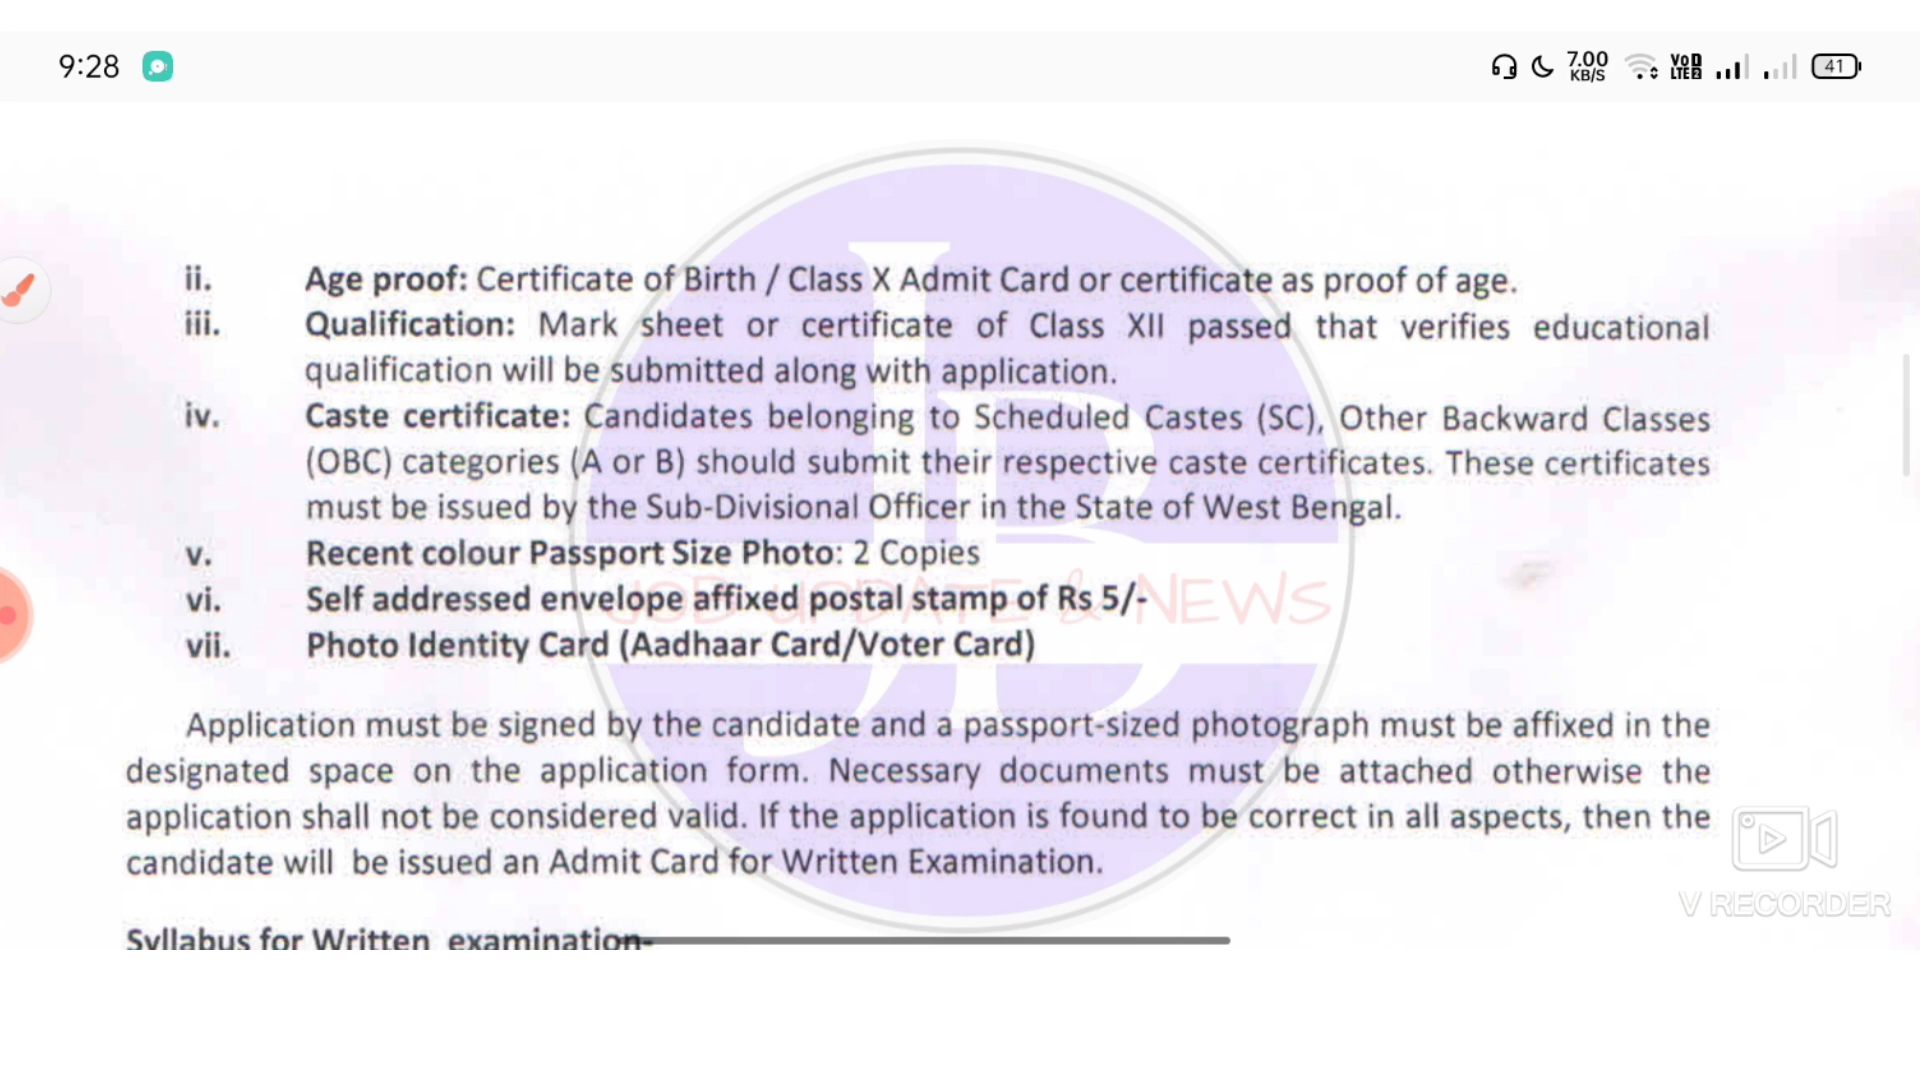 9:28
7.00
KB/S
VoD
LTE2
41
ii. Age proof: Certificate of Birth / Class X Admit Card or certificate as proof of age.
iii. Qualification: Mark sheet or certificate of Class XII passed that verifies educational
qualification will be submitted along with application.
iv. Caste certificate: Candidates belonging to Scheduled Castes (SC), Other Backward Classes
(OBC) categories (A or B) should submit their respective caste certificates. These certificates
must be issued by the Sub-Divisional Officer in the State of West Bengal.
v. Recent colour Passport Size Photo: 2 Copies
JOB UPDATE & NEWS
vi. Self addressed envelope affixed postal stamp of Rs 5/-
vii. Photo Identity Card (Aadhaar Card/Voter Card)
Application must be signed by the candidate and a passport-sized photograph must be affixed in the
designated space on the application form. Necessary documents must be attached otherwise the
application shall not be considered valid. If the application is found to be correct in all aspects, then the
candidate will be issued an Admit Card for Written Examination.
V RECORDER
Syllabus for Written examination-